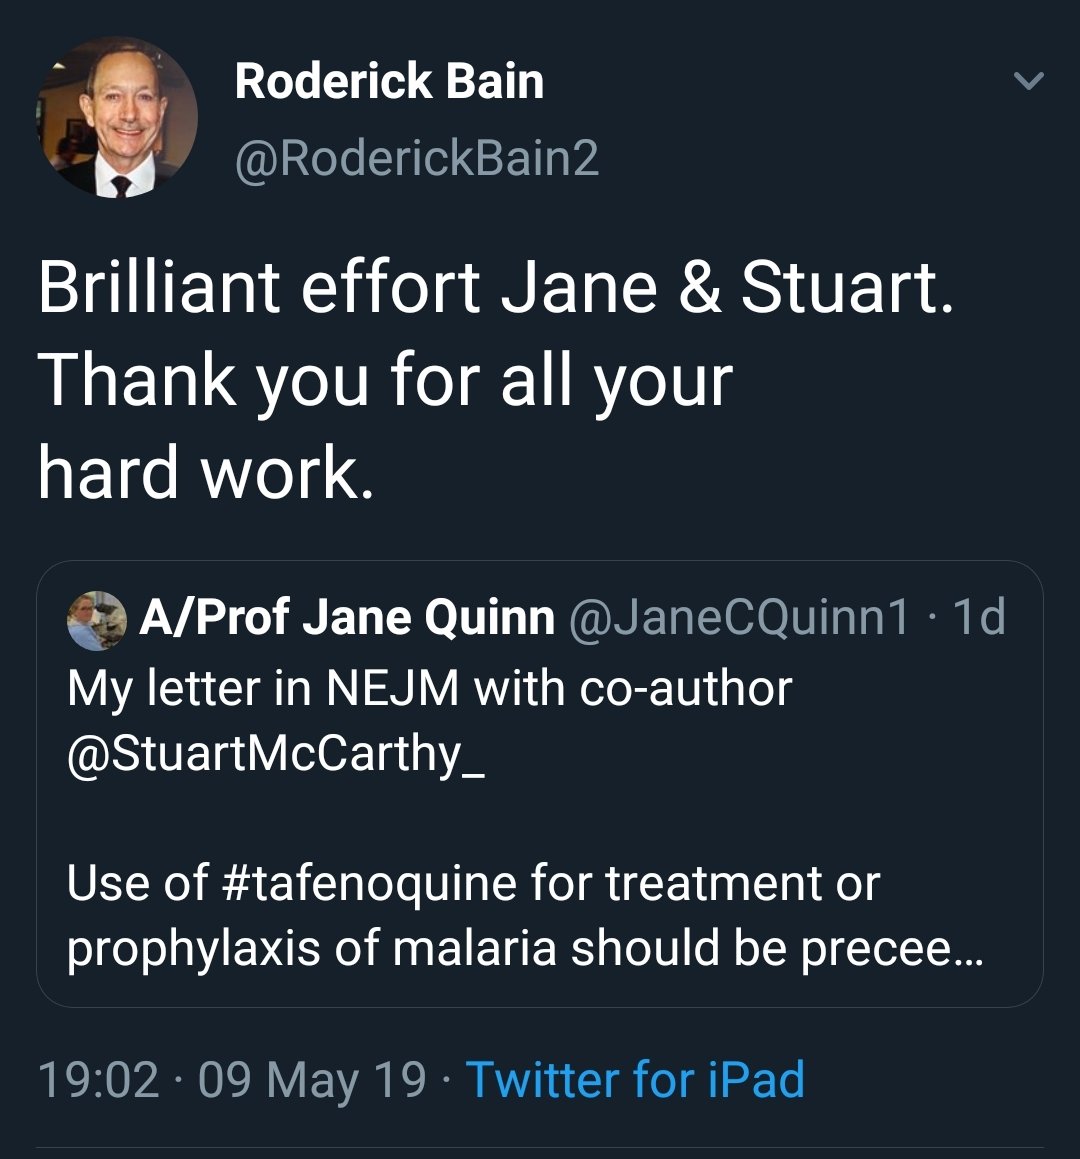 Roderick Bain
@RoderickBain2
Brilliant effort Jane & Stuart.
Thank you for all your
hard work.
A/Prof Jane Quinn @JaneCQuinn1 · 1d
My letter in NEJM with co-author
@StuartMcCarthy_
Use of #tafenoquine for treatment or
prophylaxis of malaria should be precee...
19:02 · 09 May 19 · Twitter for iPad